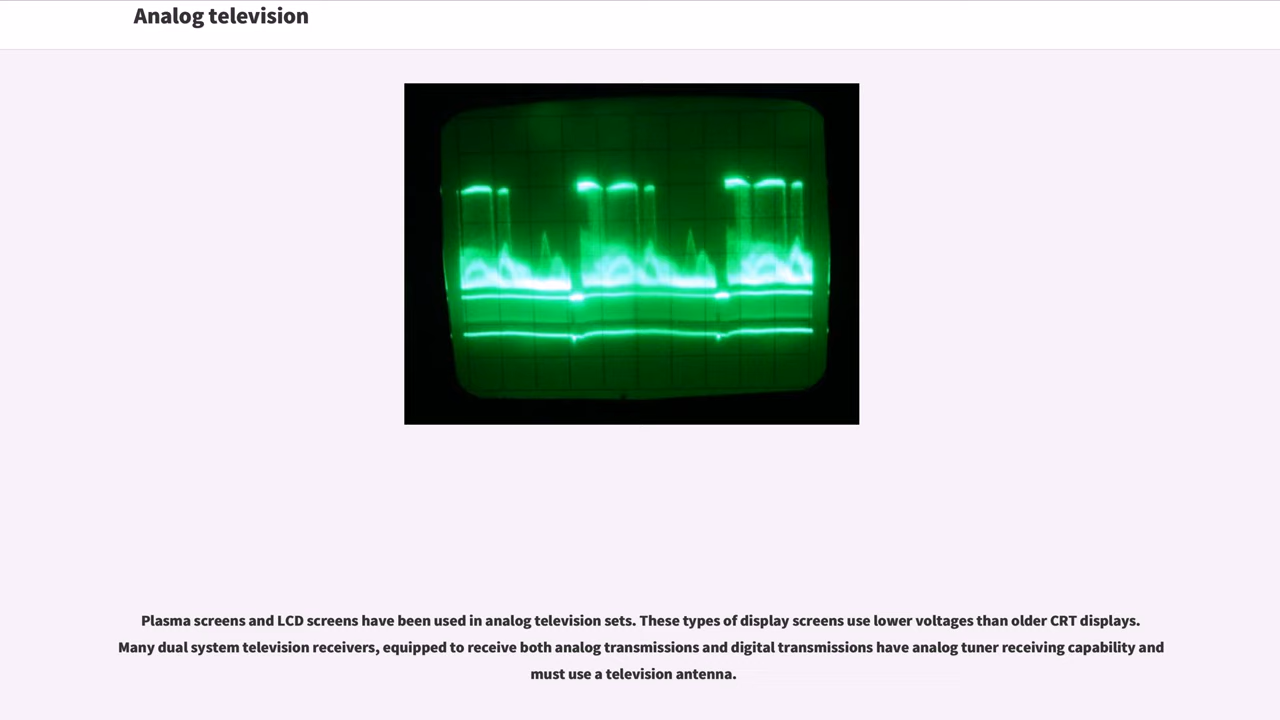 Analog television
Plasma screens and LCD screens have been used in analog television sets. These types of display screens use lower voltages than older CRT displays.
Many dual system television receivers, equipped to receive both analog transmissions and digital transmissions have analog tuner receiving capability and
must use a television antenna.